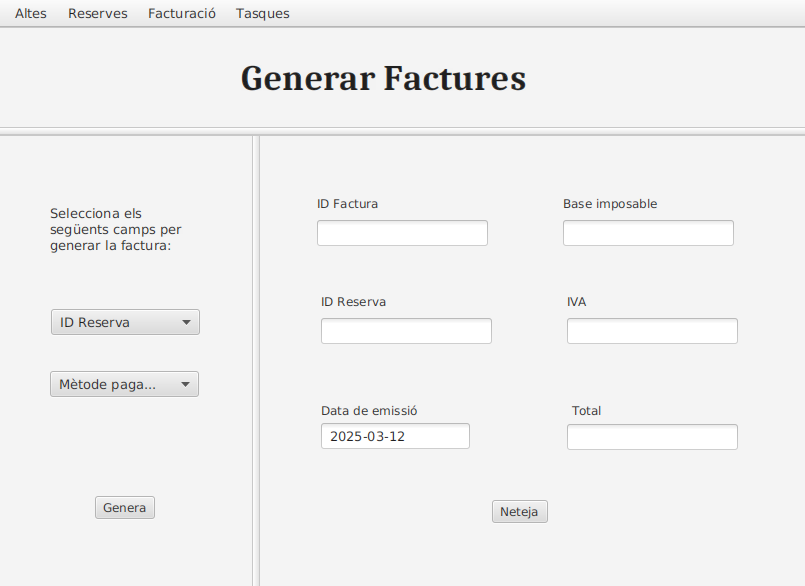 Altes Reserves Facturació Tasques
Generar Factures
Selecciona els
següents camps per
generar la factura:
ID Reserva
Mètode paga...
Genera
ID Factura
Base imposable
ID Reserva
IVA
Data de emissió
Total
2025-03-12
Neteja